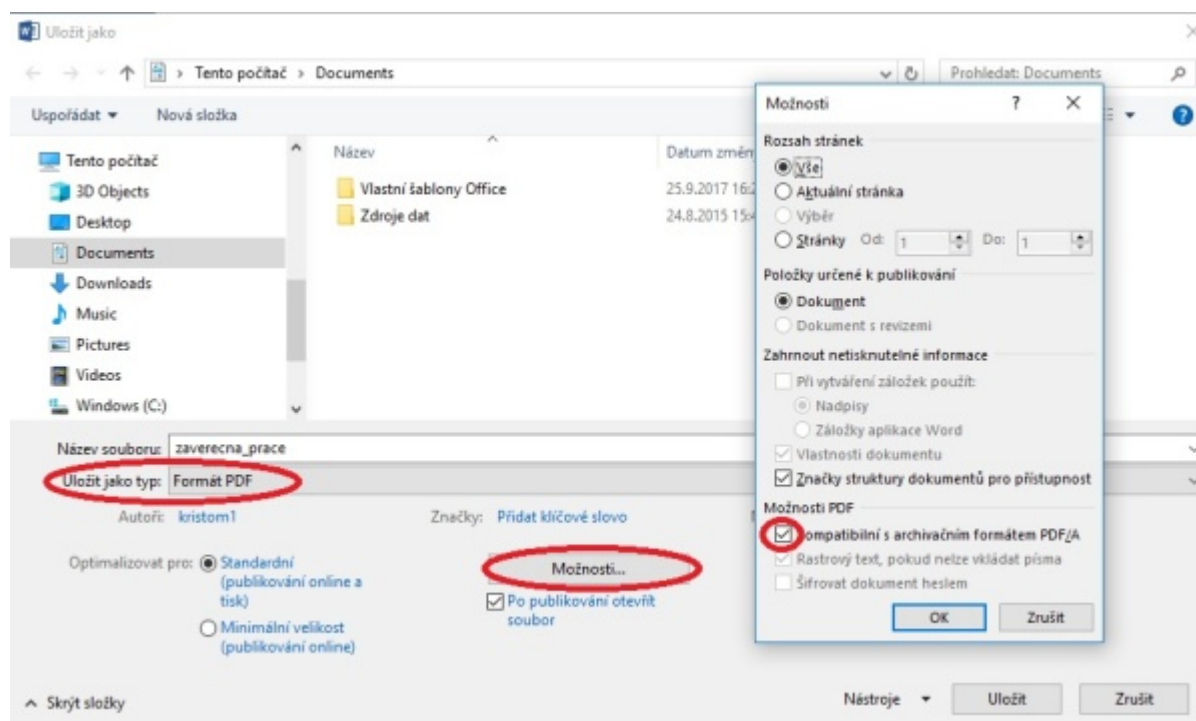 Uložit jako
Tento počítač › Documents
Prohledat: Documents
Uspořádat
Nová složka
Název
Datum změn
Tento počítač
3D Objects
Desktop
Documents
Downloads
Music
Pictures
Videos
Windows (C:)
Vlastní šablony Office
25.9.2017 16:2
Zdroje dat
24.8.2015 15:4
Název souboru: zaverecna_prace
Uložit jako typ: Formát PDF
Autoři: kristom1
Značky: Přidat klíčové slovo
Optimalizovat pro:
Standardní
(publikování online a
tisk)
Minimální velikost
(publikování online)
Možnosti...
Po publikování otevřít
soubor
Skrýt složky
Nástroje
Uložit
Zrušit
Možnosti
?
Rozsah stránek
Vše
Aktuální stránka
Výběr
Stránky Od: 1 Do: 1
Položky určené k publikování
Dokument
Dokument s revizemi
Zahrnout netisknutelné informace
Při vytváření záložek použít:
Nadpisy
Záložky aplikace Word
Vlastnosti dokumentu
Značky struktury dokumentů pro přístupnost
Možnosti PDF
ompatibilní s archivačním formátem PDF/A
Rastrový text, pokud nelze vkládat písma
Šifrovat dokument heslem
OK
Zrušit